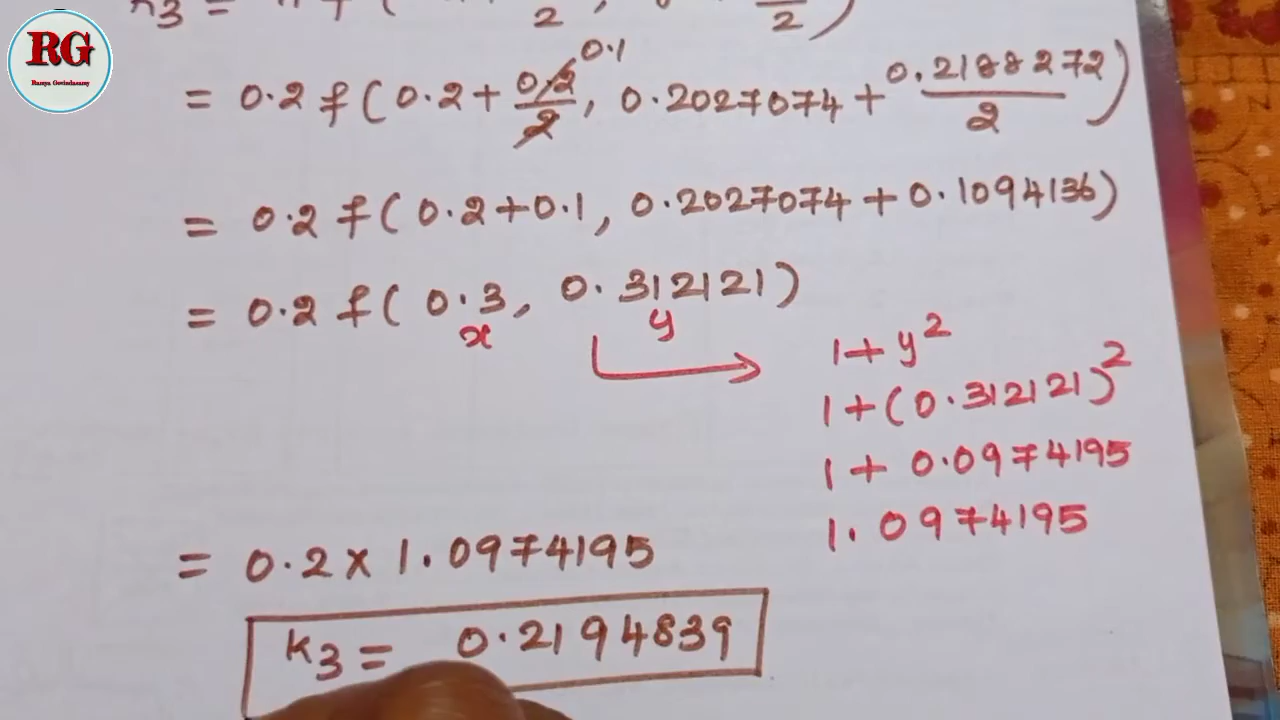 RG
Ramya Govindasamy
= 0.2 f(0.2 + 0.2/2, 0.2027074 + 0.2188272/2)
0.1
= 0.2 f(0.2+0.1, 0.2027074 + 0.1094136)
= 0.2 f(0.3, 0.312121)
x y
1+y²
1+(0.312121)²
1+ 0.0974195
1.0974195
= 0.2 x 1.0974195
k₃ = 0.2194839